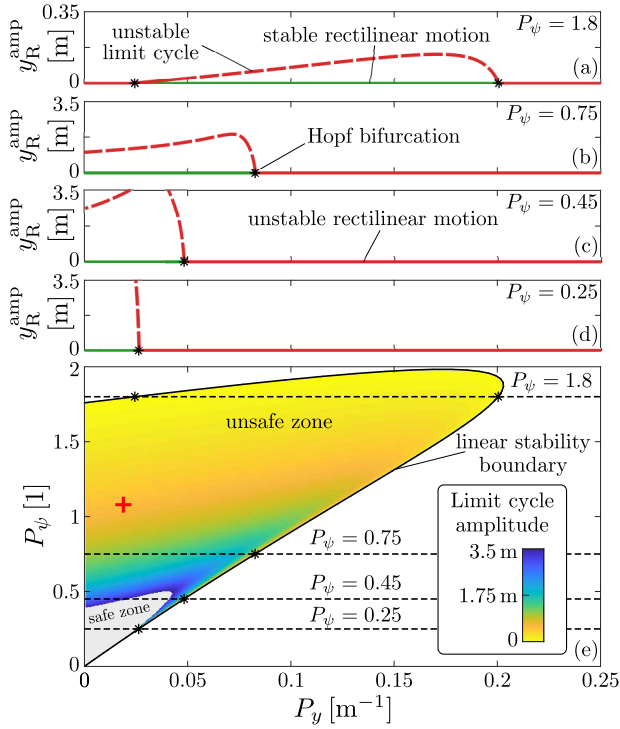 0.35
unstable
limit cycle
stable rectilinear motion
P_ψ = 1.8
y_R^amp [m]
0
(a)
3.5
P_ψ = 0.75
y_R^amp [m]
Hopf bifurcation
0
(b)
3.5
P_ψ = 0.45
y_R^amp [m]
unstable rectilinear motion
0
(c)
3.5
P_ψ = 0.25
y_R^amp [m]
0
(d)
2
P_ψ = 1.8
unsafe zone
1.5
linear stability
boundary
P_ψ [1]
1
Limit cycle
amplitude
3.5 m
1.75 m
0
P_ψ = 0.75
0.5
P_ψ = 0.45
safe zone
P_ψ = 0.25
0
(e)
0 0.05 0.1 0.15 0.2 0.25
P_y [m⁻¹]